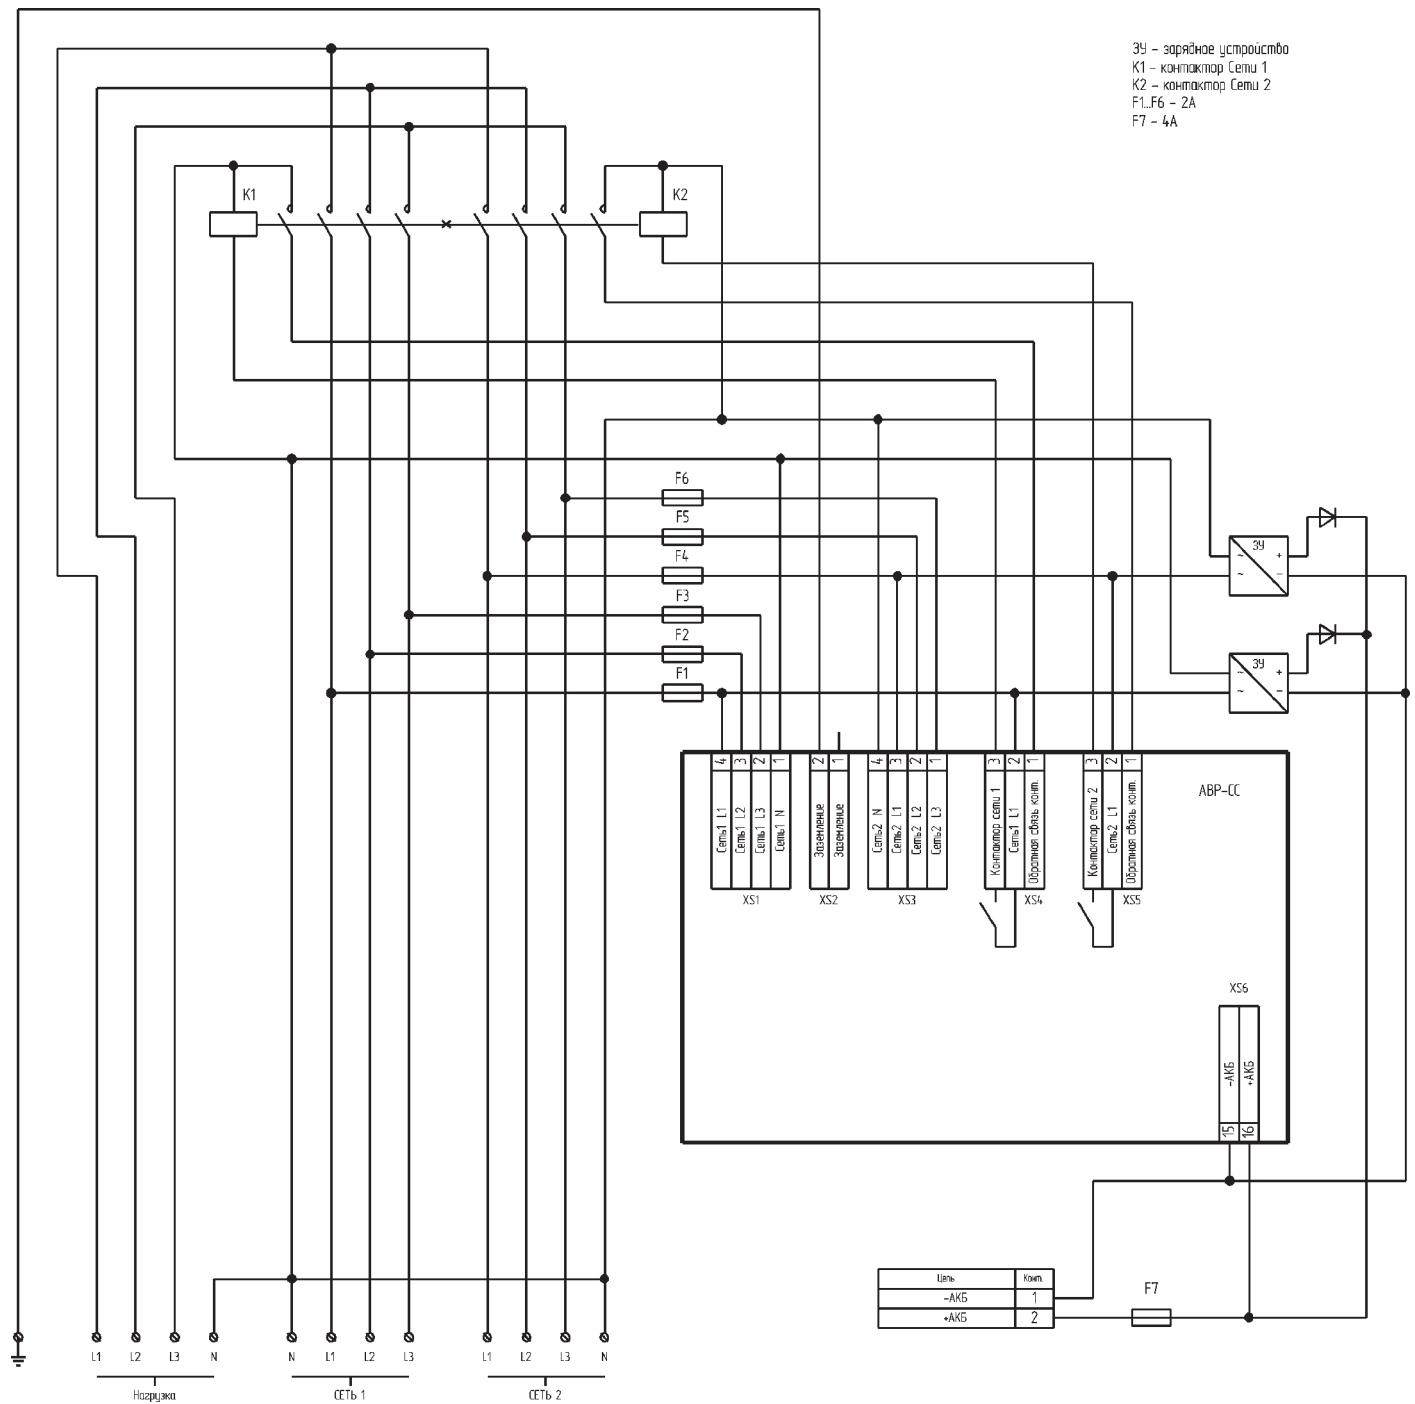 ЗУ – зарядное устройство
К1 – контактор Сети 1
К2 – контактор Сети 2
F1...F6 – 2А
F7 – 4А
К1
К2
F6
F5
F4
F3
F2
F1
ЗУ
~ +
~ –
ЗУ
~ +
~ –
АВР-СС
4 3 2 1
Сеть1 L1
Сеть1 L2
Сеть1 L3
Сеть1 N
XS1
2 1
Заземление
Заземление
XS2
4 3 2 1
Сеть2 N
Сеть2 L1
Сеть2 L2
Сеть2 L3
XS3
3 2 1
Контактор сети 1
Сеть1 L1
Обратная связь конт.
XS4
3 2 1
Контактор сети 2
Сеть2 L1
Обратная связь конт.
XS5
XS6
-АКБ
+АКБ
15 16
Цепь Конт.
-АКБ 1
+АКБ 2
F7
L1 L2 L3 N
Нагрузка
N L1 L2 L3
СЕТЬ 1
L1 L2 L3 N
СЕТЬ 2